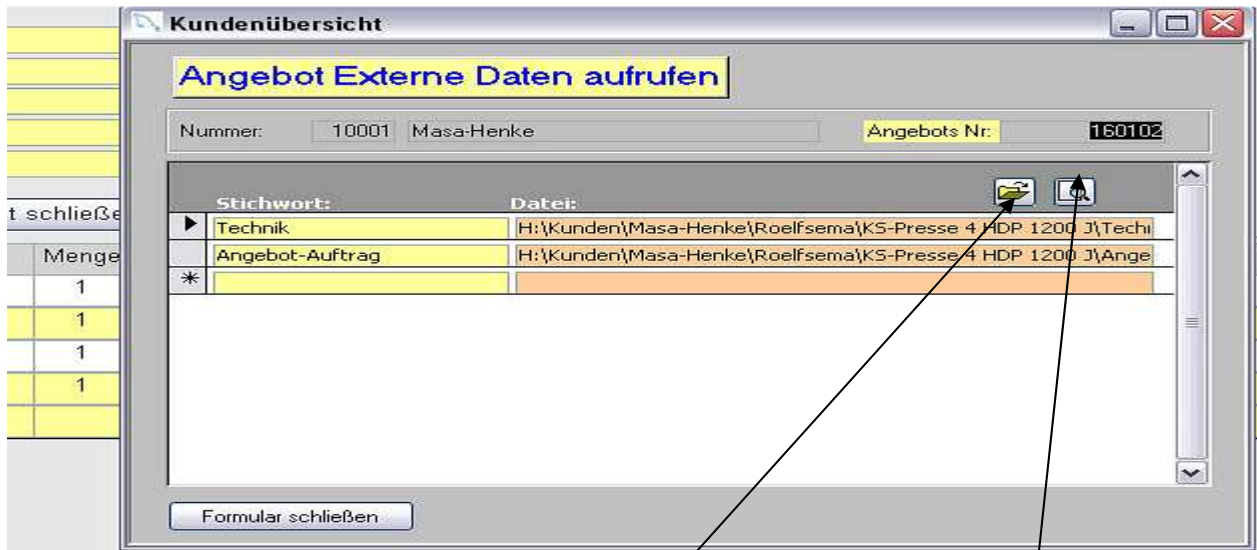 Kundenübersicht
Angebot Externe Daten aufrufen
Nummer: 10001 Masa-Henke Angebots Nr: 160102
Stichwort: Datei:
Technik H:\Kunden\Masa-Henke\Roelfsema\KS-Presse 4 HDP 1200 J\Techn
Angebot-Auftrag H:\Kunden\Masa-Henke\Roelfsema\KS-Presse 4 HDP 1200 J\Ange
Formular schließen
t schließe
Menge
1
1
1
1